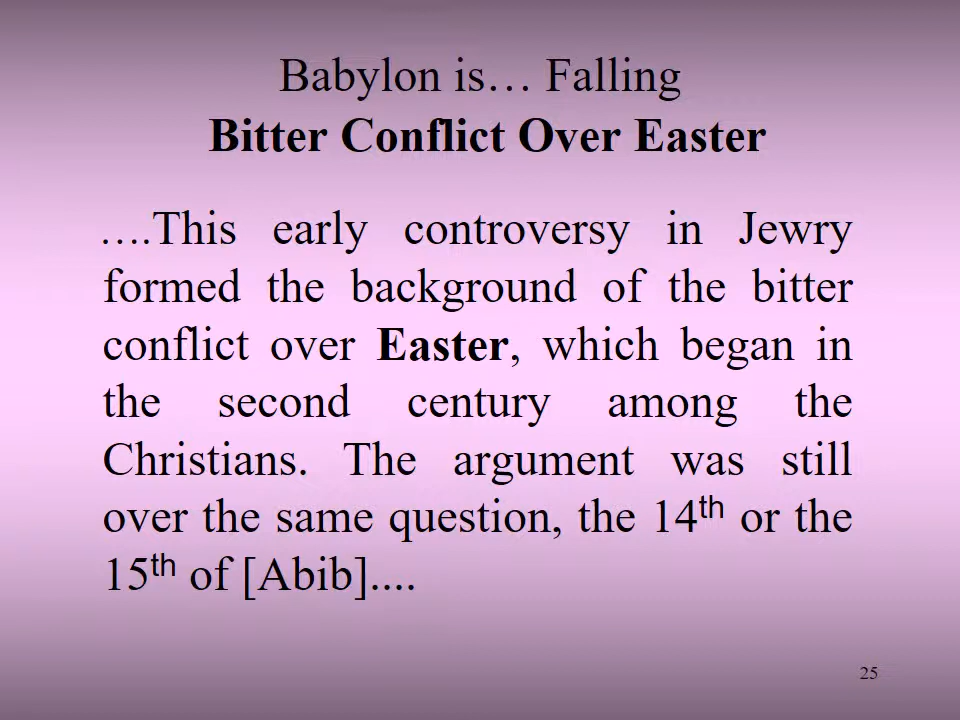 Babylon is… Falling
Bitter Conflict Over Easter
….This early controversy in Jewry
formed the background of the bitter
conflict over Easter, which began in
the second century among the
Christians. The argument was still
over the same question, the 14th or the
15th of [Abib]....
25